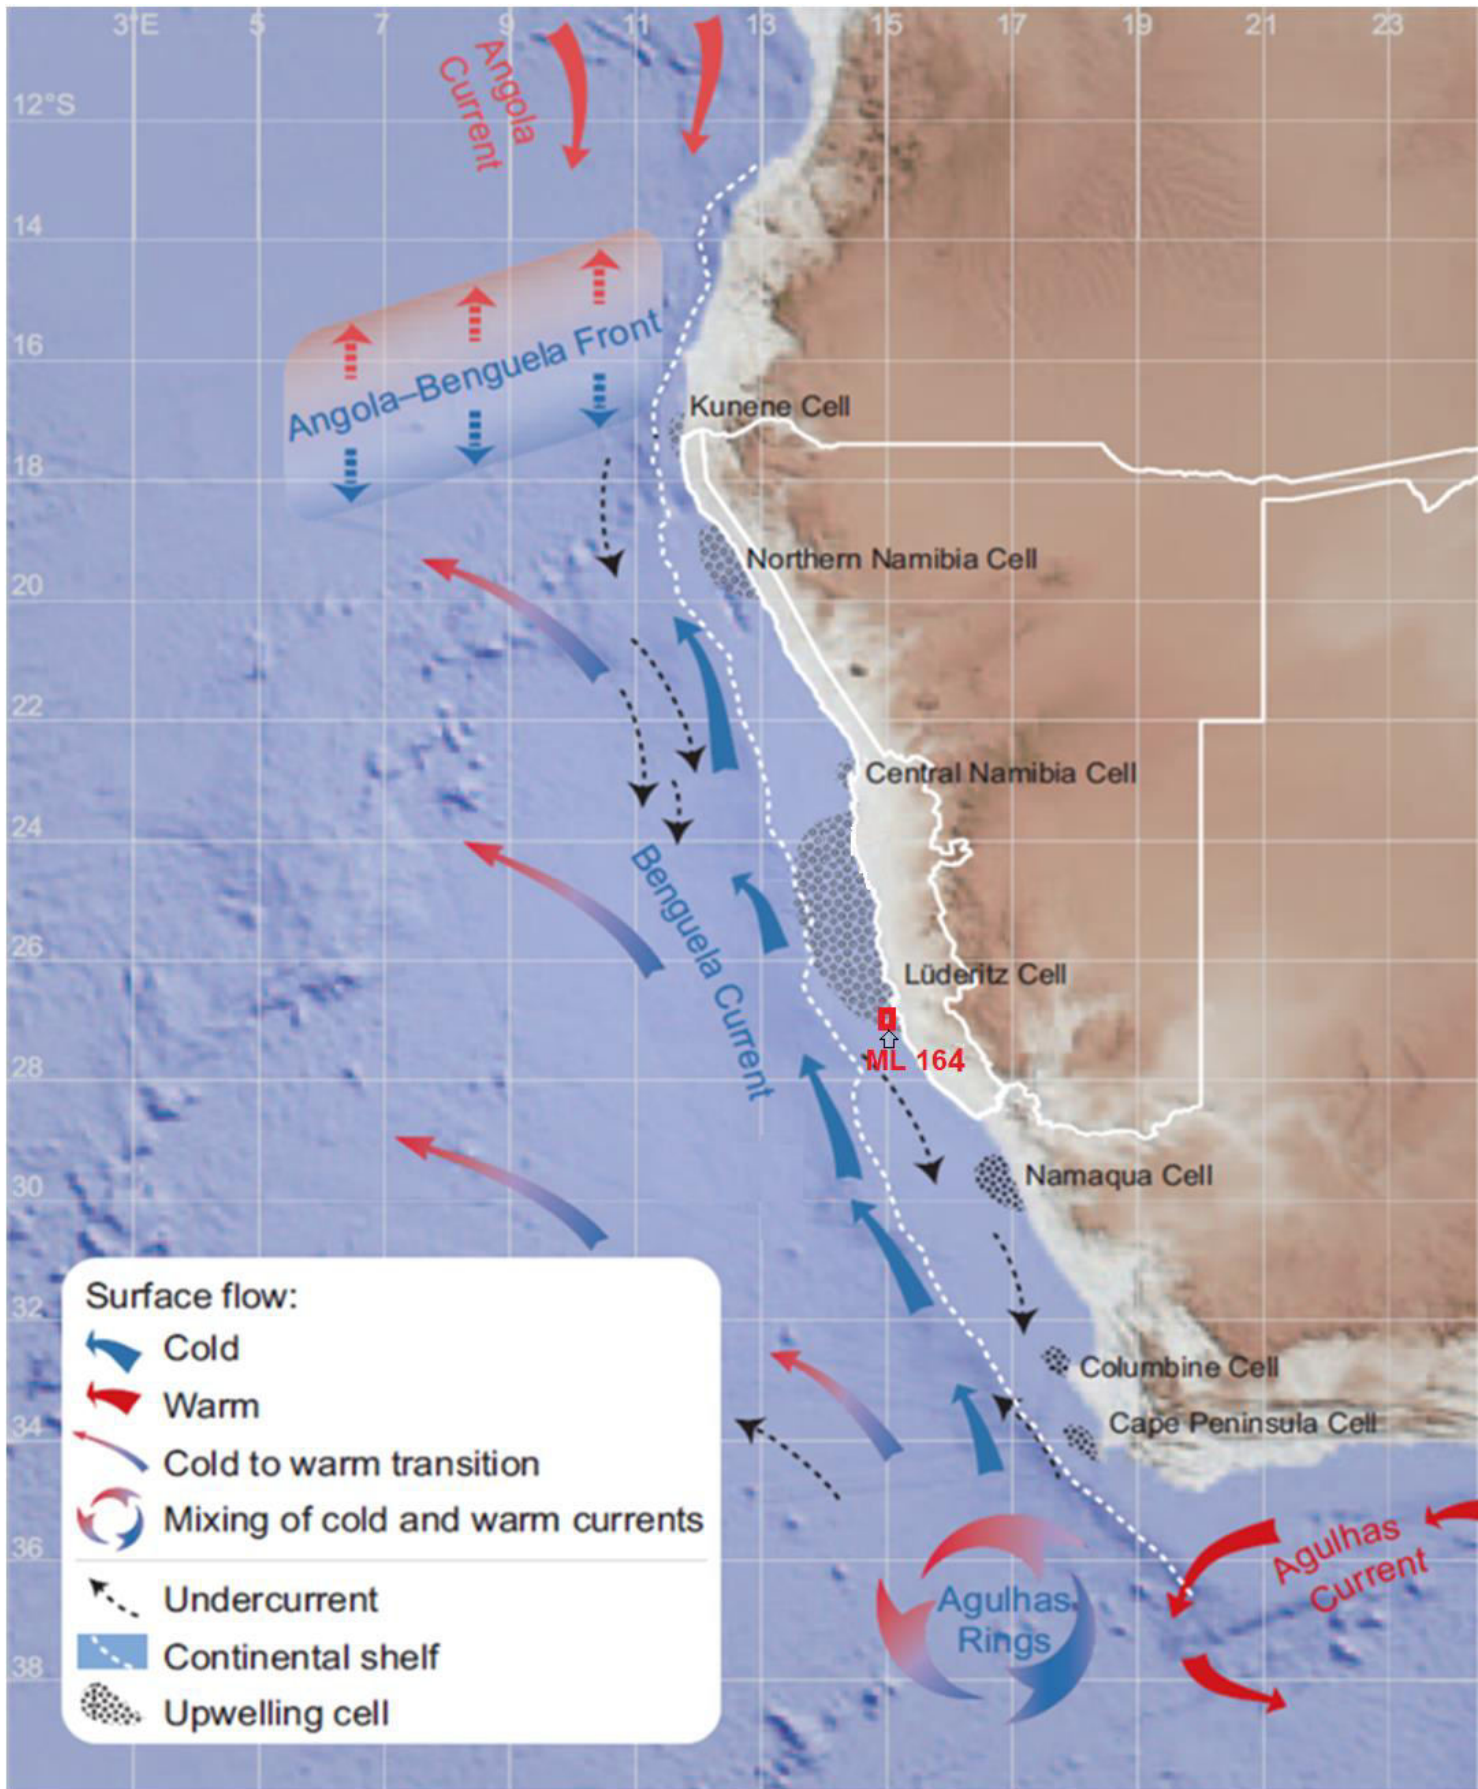 3°E 5 7 9 11 13 15 17 19 21 23
Angola
Current
12°S
14
Angola–Benguela Front
16
Kunene Cell
18
Northern Namibia Cell
20
22
Central Namibia Cell
24
Benguela Current
26
Lüderitz Cell
ML 164
28
Namaqua Cell
30
32
Columbine Cell
34
Cape Peninsula Cell
36
Agulhas
Current
Agulhas
Rings
38
Surface flow:
Cold
Warm
Cold to warm transition
Mixing of cold and warm currents
Undercurrent
Continental shelf
Upwelling cell